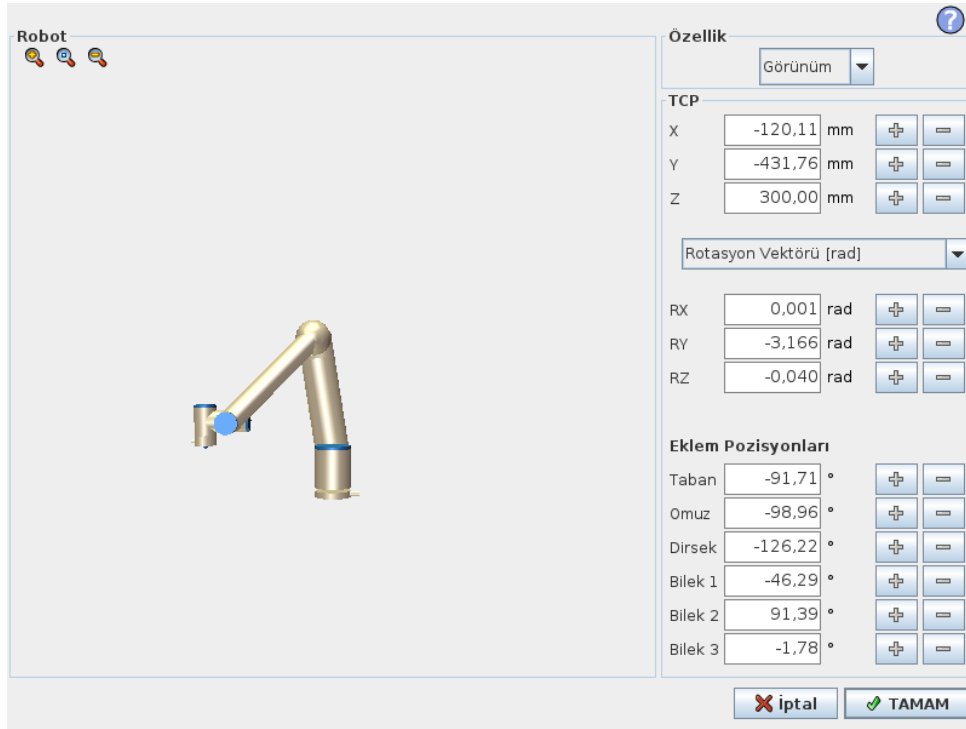 Robot
Özellik
Görünüm
TCP
X -120,11 mm
Y -431,76 mm
Z 300,00 mm
Rotasyon Vektörü [rad]
RX 0,001 rad
RY -3,166 rad
RZ -0,040 rad
Eklem Pozisyonları
Taban -91,71 °
Omuz -98,96 °
Dirsek -126,22 °
Bilek 1 -46,29 °
Bilek 2 91,39 °
Bilek 3 -1,78 °
İptal TAMAM